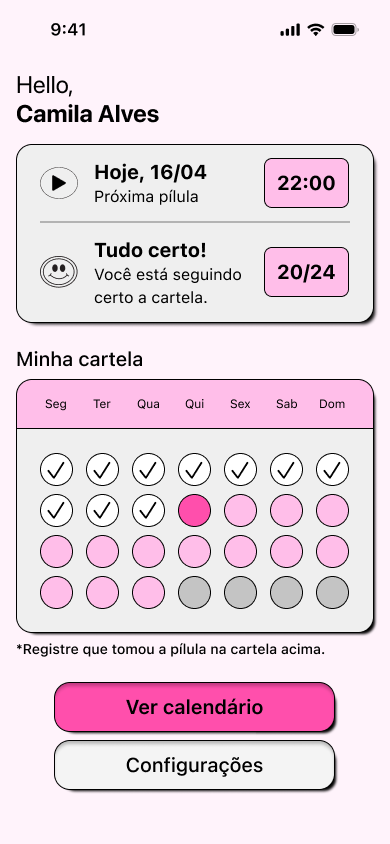 9:41
Hello,
Camila Alves
Hoje, 16/04
Próxima pílula
22:00
Tudo certo!
Você está seguindo
certo a cartela.
20/24
Minha cartela
Seg Ter Qua Qui Sex Sab Dom
*Registre que tomou a pílula na cartela acima.
Ver calendário
Configurações